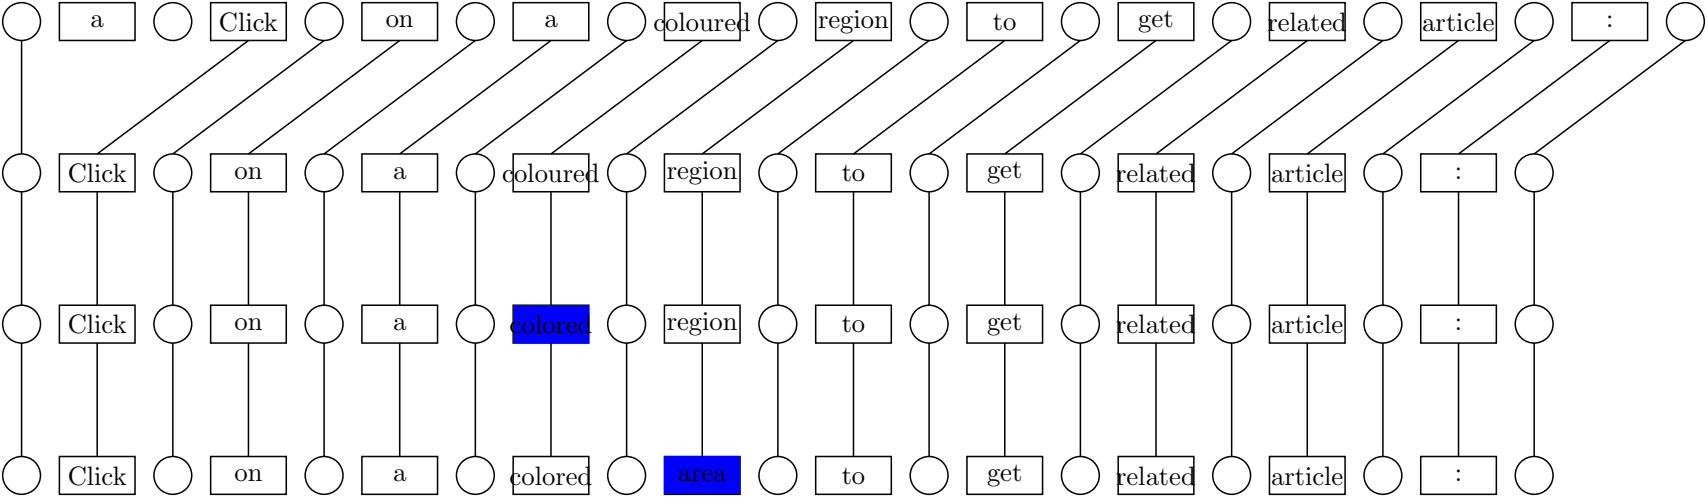 a Click on a coloured region to get related article :
Click on a coloured region to get related article :
Click on a colored region to get related article :
Click on a colored area to get related article :